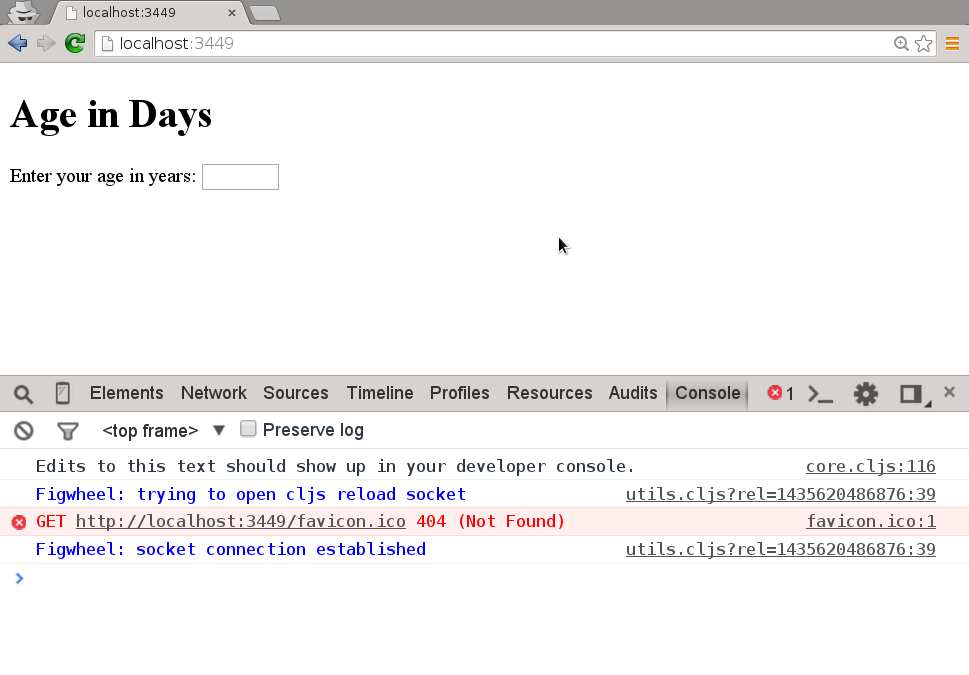 localhost:3449 ×
localhost:3449
Age in Days
Enter your age in years:
Elements Network Sources Timeline Profiles Resources Audits Console 1 ×
<top frame> ▼ Preserve log
Edits to this text should show up in your developer console. core.cljs:116
Figwheel: trying to open cljs reload socket utils.cljs?rel=1435620486876:39
GET http://localhost:3449/favicon.ico 404 (Not Found) favicon.ico:1
Figwheel: socket connection established utils.cljs?rel=1435620486876:39